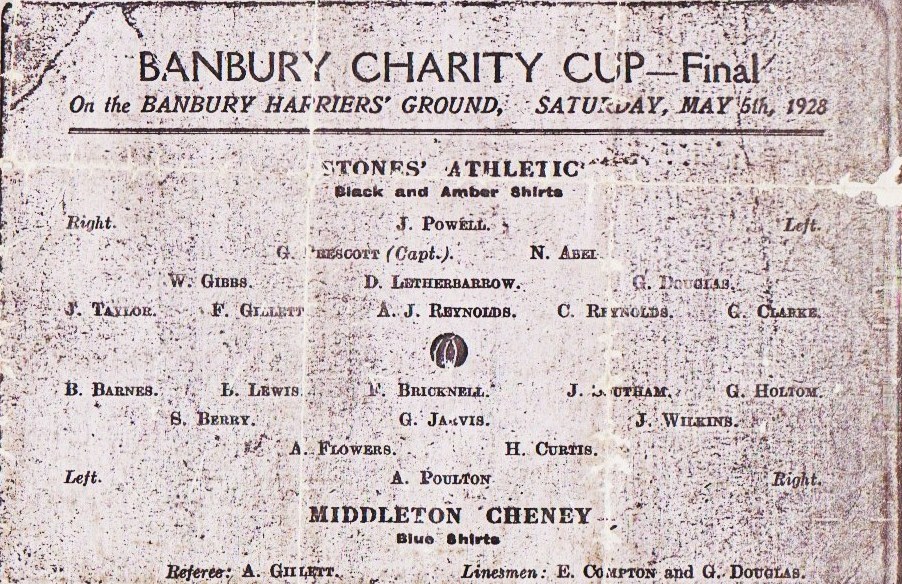 BANBURY CHARITY CUP—Final
On the BANBURY HARRIERS' GROUND, SATURDAY, MAY 5th, 1928
STONES' ATHLETIC
Black and Amber Shirts
Right. J. POWELL. Left.
G. PRESCOTT (Capt.). N. ABEL
W. GIBBS. D. LETHERBARROW. G. DOUGLAS.
J. TAYLOR. F. GILLETT A. J. REYNOLDS. C. REYNOLDS. C. CLARKE.
B. BARNES. LEWIS. BRICKNELL. J. G. HOLTOM.
S. BERRY. G. JARVIS. J. WILKINS.
A. FLOWERS. H. CURTIS.
Left. A. POULTON Right.
MIDDLETON CHENEY
Blue Shirts
Referee: A. GILLETT. Linesmen: E. COMPTON and G. DOUGLAS.